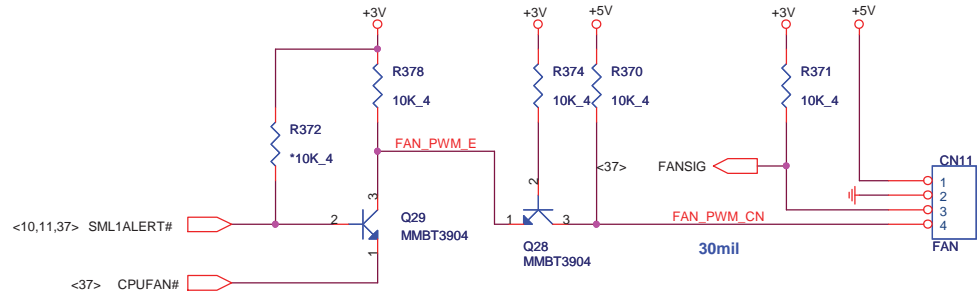 +3V
+3V
+5V
+3V
+5V
R378
10K_4
R374
10K_4
R370
10K_4
R371
10K_4
R372
*10K_4
FAN_PWM_E
<37>
FANSIG
CN11
1
2
3
4
FAN
3
2
1
Q29
MMBT3904
2
1
3
Q28
MMBT3904
FAN_PWM_CN
30mil
<10,11,37> SML1ALERT#
<37> CPUFAN#